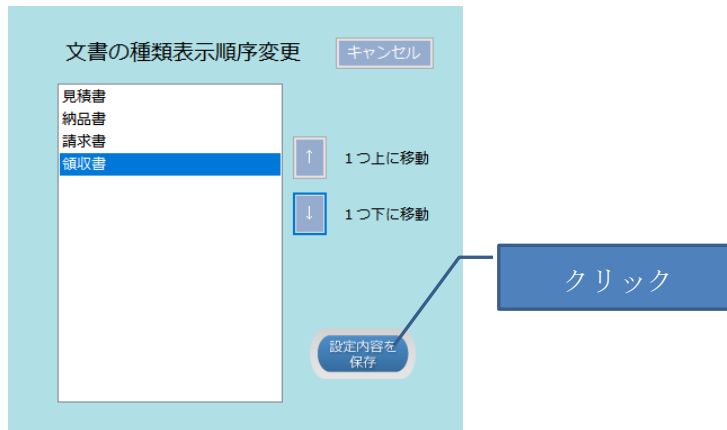 文書の種類表示順序変更
キャンセル
見積書
納品書
請求書
領収書
↑
１つ上に移動
↓
１つ下に移動
クリック
設定内容を
保存